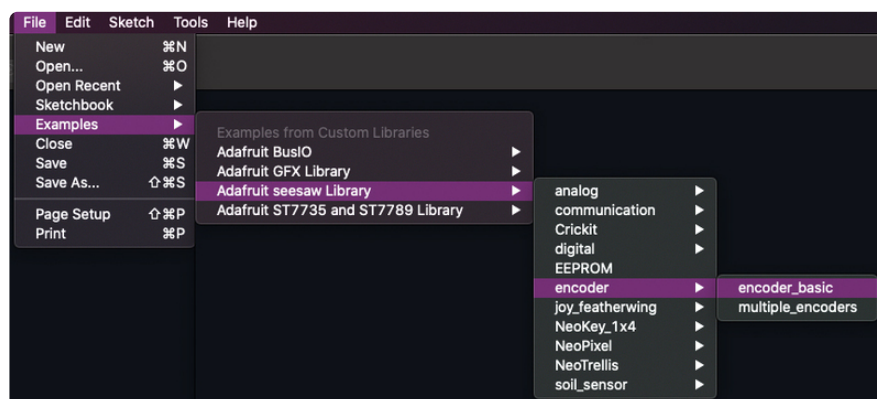 File Edit Sketch Tools Help
New ⌘N
Open... ⌘O
Open Recent ▶
Sketchbook ▶
Examples ▶
Close ⌘W
Save ⌘S
Save As... ⇧⌘S
Page Setup ⇧⌘P
Print ⌘P
Examples from Custom Libraries
Adafruit BusIO ▶
Adafruit GFX Library ▶
Adafruit seesaw Library ▶
Adafruit ST7735 and ST7789 Library ▶
analog ▶
communication ▶
Crickit ▶
digital ▶
EEPROM
encoder ▶
joy_featherwing ▶
NeoKey_1x4 ▶
NeoPixel ▶
NeoTrellis ▶
soil_sensor ▶
encoder_basic
multiple_encoders